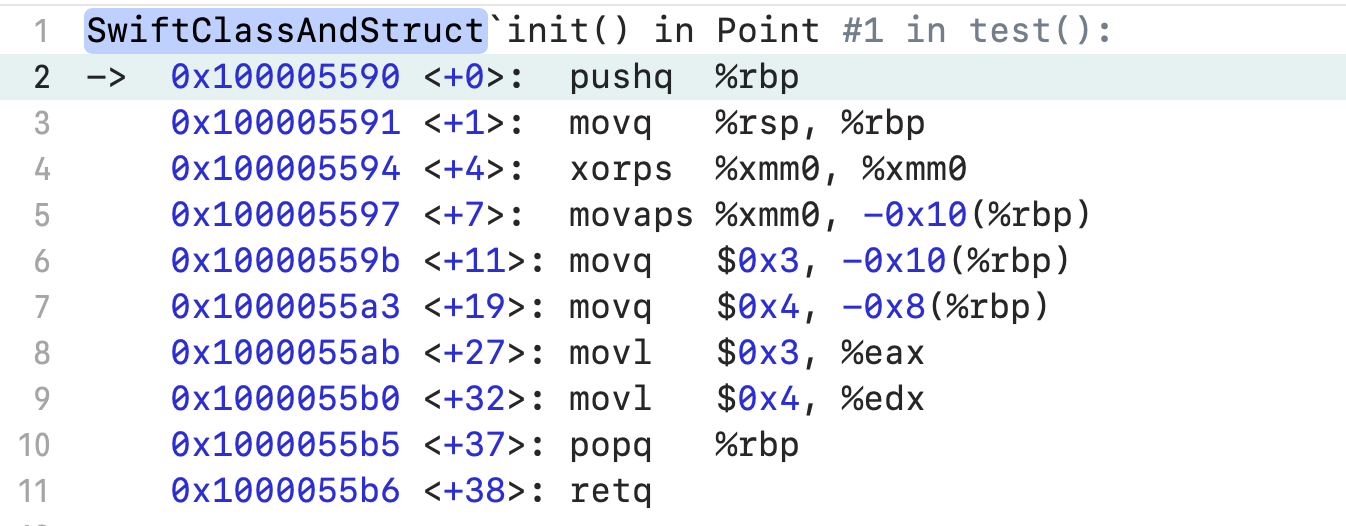 1 SwiftClassAndStruct`init() in Point #1 in test():
2 -> 0x100005590 <+0>: pushq %rbp
3 0x100005591 <+1>: movq %rsp, %rbp
4 0x100005594 <+4>: xorps %xmm0, %xmm0
5 0x100005597 <+7>: movaps %xmm0, -0x10(%rbp)
6 0x10000559b <+11>: movq $0x3, -0x10(%rbp)
7 0x1000055a3 <+19>: movq $0x4, -0x8(%rbp)
8 0x1000055ab <+27>: movl $0x3, %eax
9 0x1000055b0 <+32>: movl $0x4, %edx
10 0x1000055b5 <+37>: popq %rbp
11 0x1000055b6 <+38>: retq